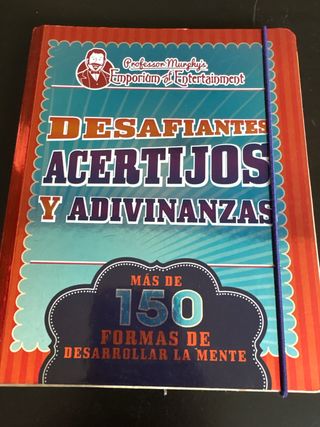 Professor Murphy's
Emporium of Entertainment
DESAFIANTES
ACERTIJOS
Y ADIVINANZAS
MÁS DE
150
FORMAS DE
DESARROLLAR LA MENTE